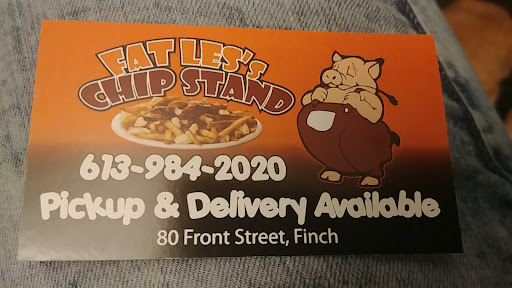 FAT LES's
CHIP STAND
613-984-2020
Pickup & Delivery Available
80 Front Street, Finch